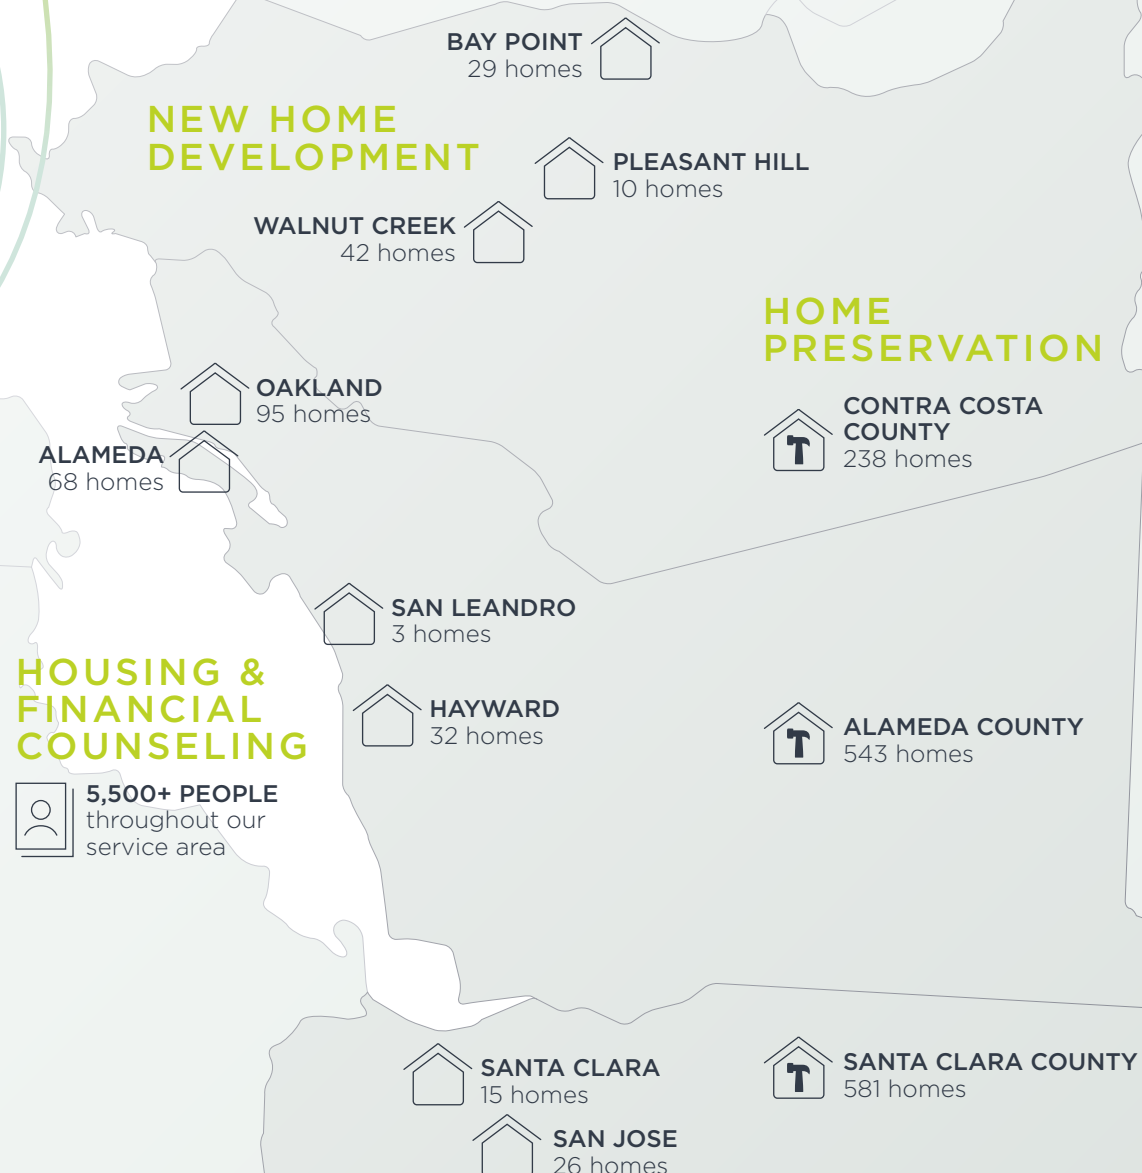 BAY POINT
29 homes
NEW HOME
DEVELOPMENT
PLEASANT HILL
10 homes
WALNUT CREEK
42 homes
HOME
PRESERVATION
OAKLAND
95 homes
CONTRA COSTA
COUNTY
238 homes
ALAMEDA
68 homes
SAN LEANDRO
3 homes
HOUSING &
FINANCIAL
COUNSELING
HAYWARD
32 homes
ALAMEDA COUNTY
543 homes
5,500+ PEOPLE
throughout our
service area
SANTA CLARA
15 homes
SANTA CLARA COUNTY
581 homes
SAN JOSE
26 homes